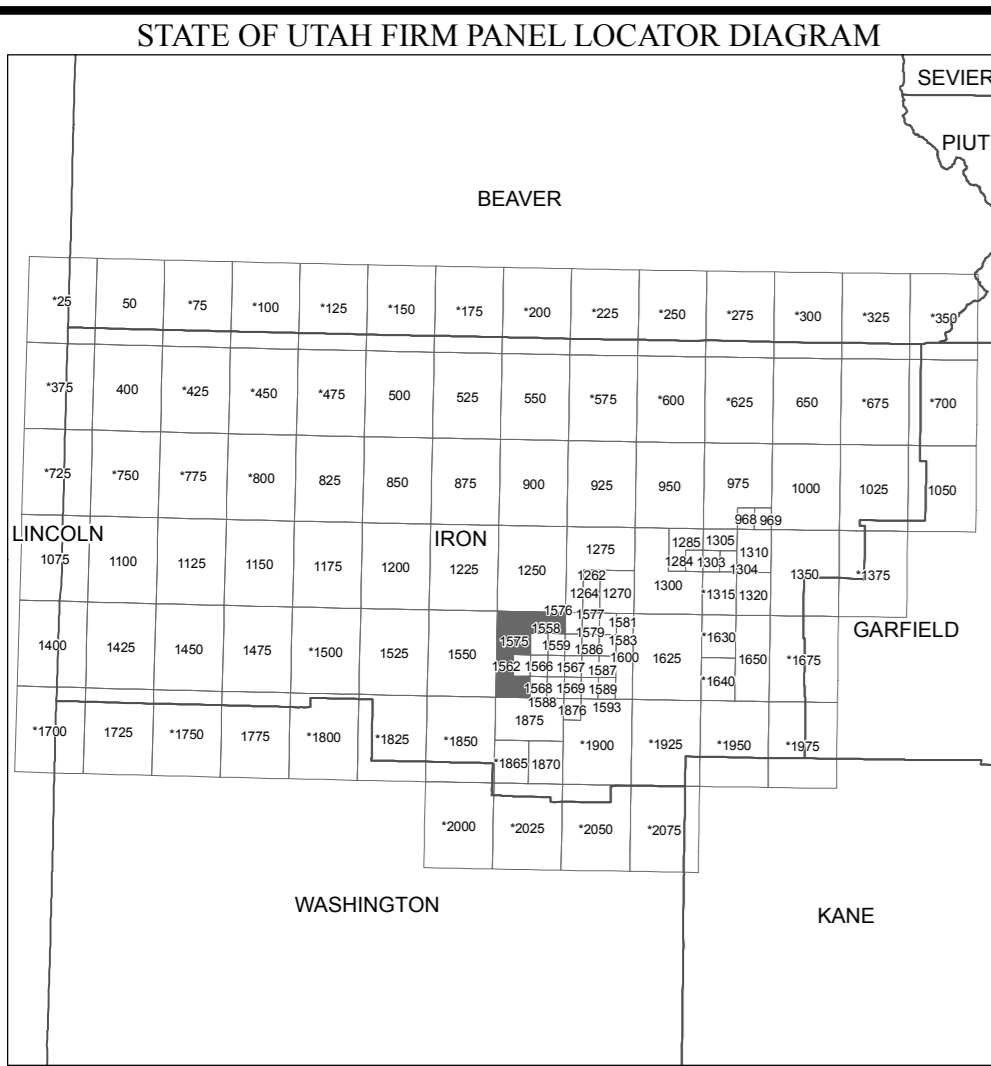 STATE OF UTAH FIRM PANEL LOCATOR DIAGRAM
SEVIER
PIUT
BEAVER
*25 50 *75 *100 *125 *150 *175 *200 *225 *250 *275 *300 *325 *350
*375 400 *425 *450 *475 500 525 550 *575 *600 *625 650 *675 *700
*725 *750 *775 *800 825 850 875 900 925 950 975 1000 1025 1050
968 969
LINCOLN IRON
1285 1305
1275 1310
1075 1100 1125 1150 1175 1200 1225 1250 1284 1303 1304 1350 *1375
1262
1264 1270 1300 *1315 1320
1576 1577
1558 1581
GARFIELD
1579 1583 *1630
1400 1425 1450 1475 *1500 1525 1550 1575 1559 1586 1600 1625 1650 *1675
1562 1566 1567 1587
*1640
1568 1569 1589
1588 1876 1593
1875
*1700 1725 *1750 1775 *1800 *1825 *1850 *1900 *1925 *1950 *1975
*1865 1870
*2000 *2025 *2050 *2075
WASHINGTON
KANE